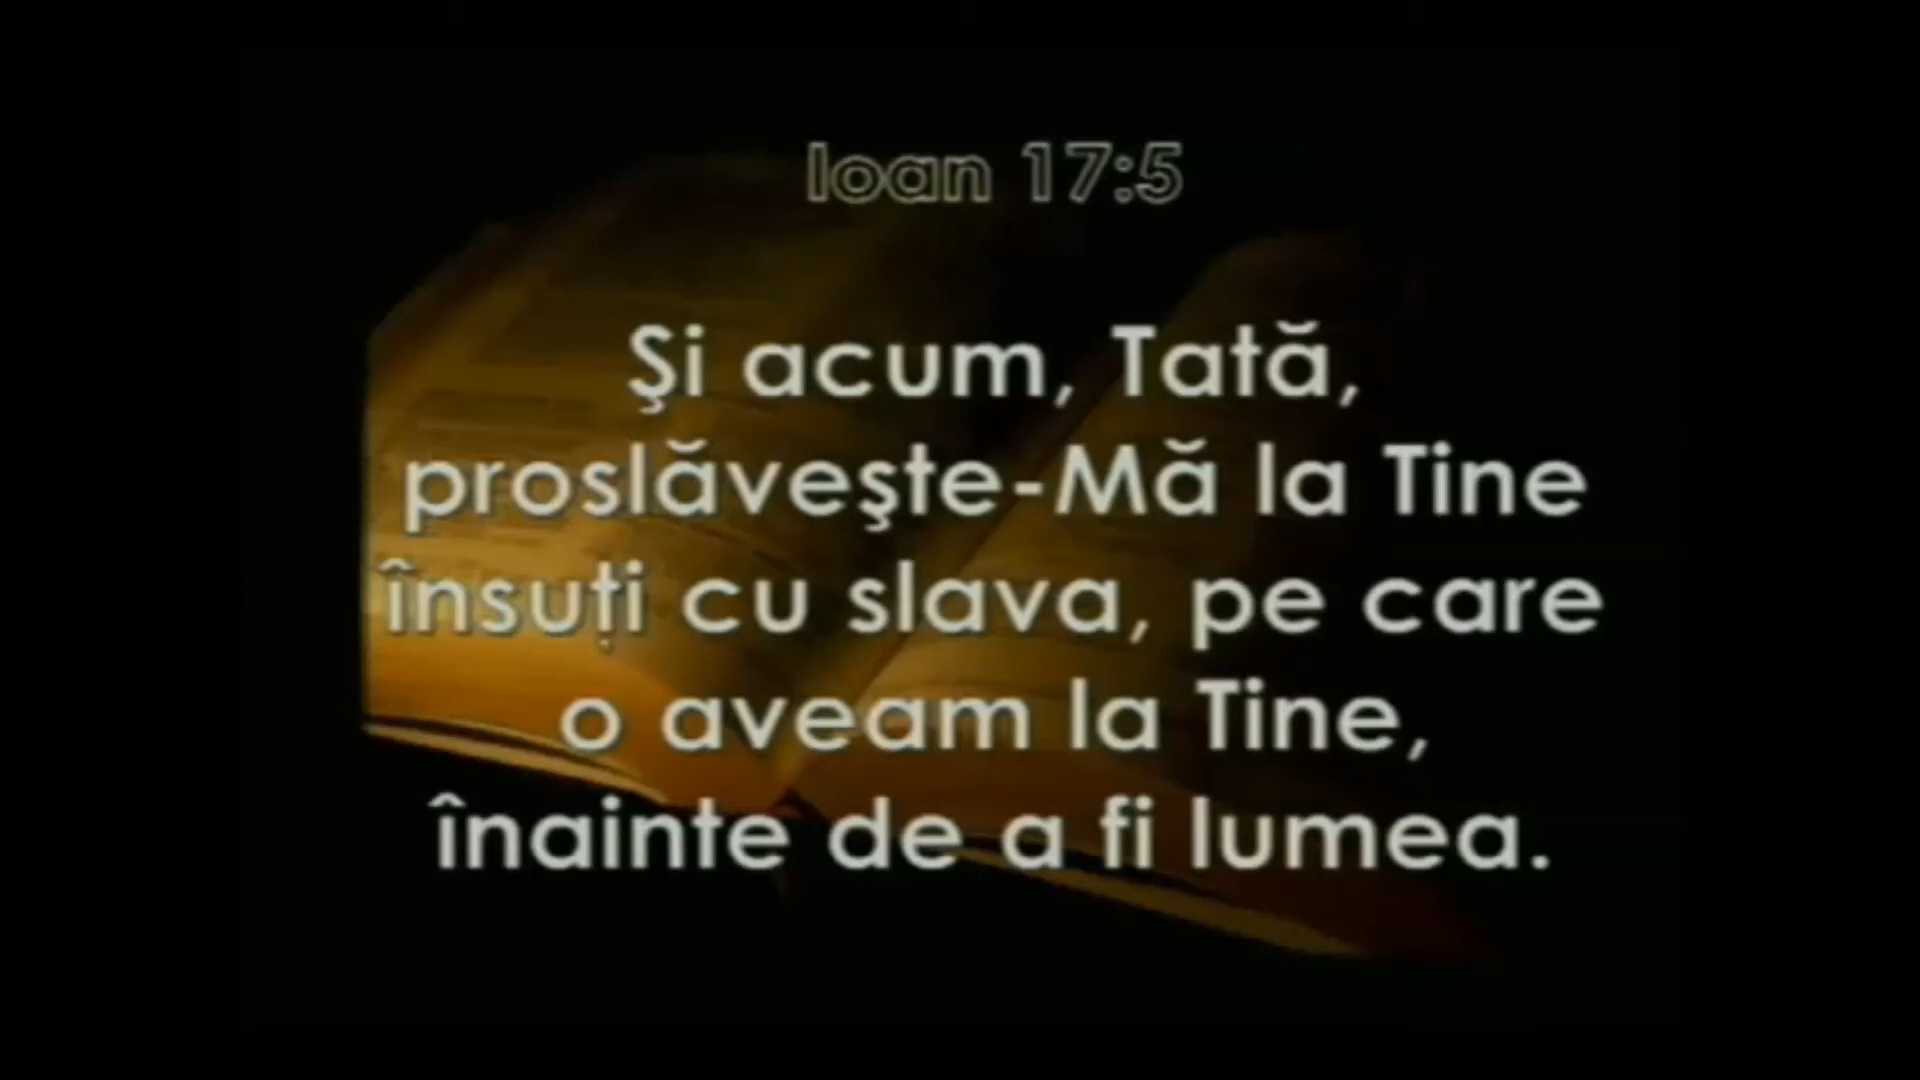 Ioan 17:5
Şi acum, Tată,
proslăveşte-Mă la Tine
însuţi cu slava, pe care
o aveam la Tine,
înainte de a fi lumea.